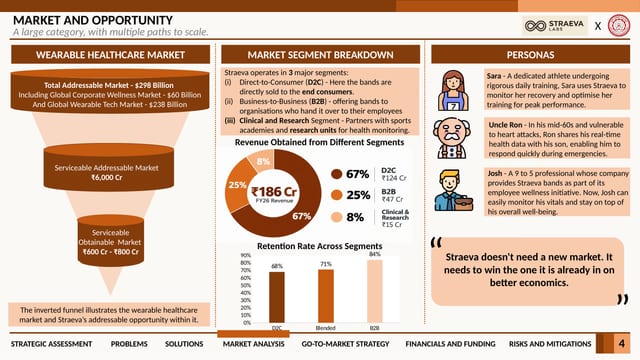 MARKET AND OPPORTUNITY
A large category, with multiple paths to scale.
STRAEVA
LABS
X
WEARABLE HEALTHCARE MARKET
Total Addressable Market - $298 Billion
Including Global Corporate Wellness Market - $60 Billion
And Global Wearable Tech Market - $238 Billion
Serviceable Addressable Market
₹6,000 Cr
Serviceable
Obtainable Market
₹600 Cr - ₹800 Cr
The inverted funnel illustrates the wearable healthcare
market and Straeva's addressable opportunity within it.
MARKET SEGMENT BREAKDOWN
Straeva operates in 3 major segments:
(i) Direct-to-Consumer (D2C) - Here the bands are
directly sold to the end consumers.
(ii) Business-to-Business (B2B) - offering bands to
organisations who hand it over to their employees
(iii) Clinical and Research Segment - Partners with sports
academies and research units for health monitoring.
Revenue Obtained from Different Segments
8%
25%
67%
₹186 Cr
FY26 Revenue
67% D2C
₹124 Cr
25% B2B
₹47 Cr
8% Clinical &
Research
₹15 Cr
Retention Rate Across Segments
90%
80%
70%
60%
50%
40%
30%
20%
10%
0%
68%
71%
84%
D2C
Blended
B2B
PERSONAS
Sara - A dedicated athlete undergoing
rigorous daily training, Sara uses Straeva to
monitor her recovery and optimise her
training for peak performance.
Uncle Ron - In his mid-60s and vulnerable
to heart attacks, Ron shares his real-time
health data with his son, enabling him to
respond quickly during emergencies.
Josh - A 9 to 5 professional whose company
provides Straeva bands as part of its
employee wellness initiative. Now, Josh can
easily monitor his vitals and stay on top of
his overall well-being.
“
Straeva doesn't need a new market. It
needs to win the one it is already in on
better economics.
”
STRATEGIC ASSESSMENT PROBLEMS SOLUTIONS MARKET ANALYSIS GO-TO-MARKET STRATEGY FINANCIALS AND FUNDING RISKS AND MITIGATIONS 4